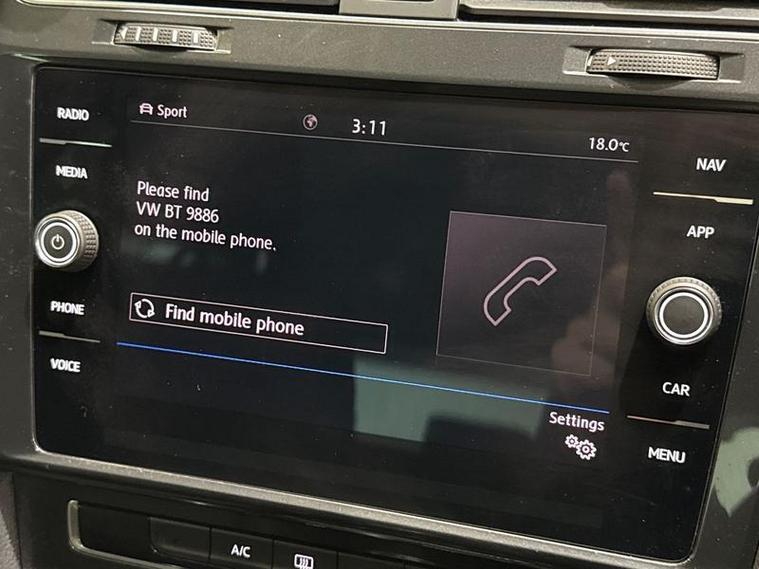 Sport
3:11
18.0°C
RADIO
MEDIA
PHONE
VOICE
Please find
VW BT 9886
on the mobile phone.
Find mobile phone
Settings
NAV
APP
CAR
MENU
A/C